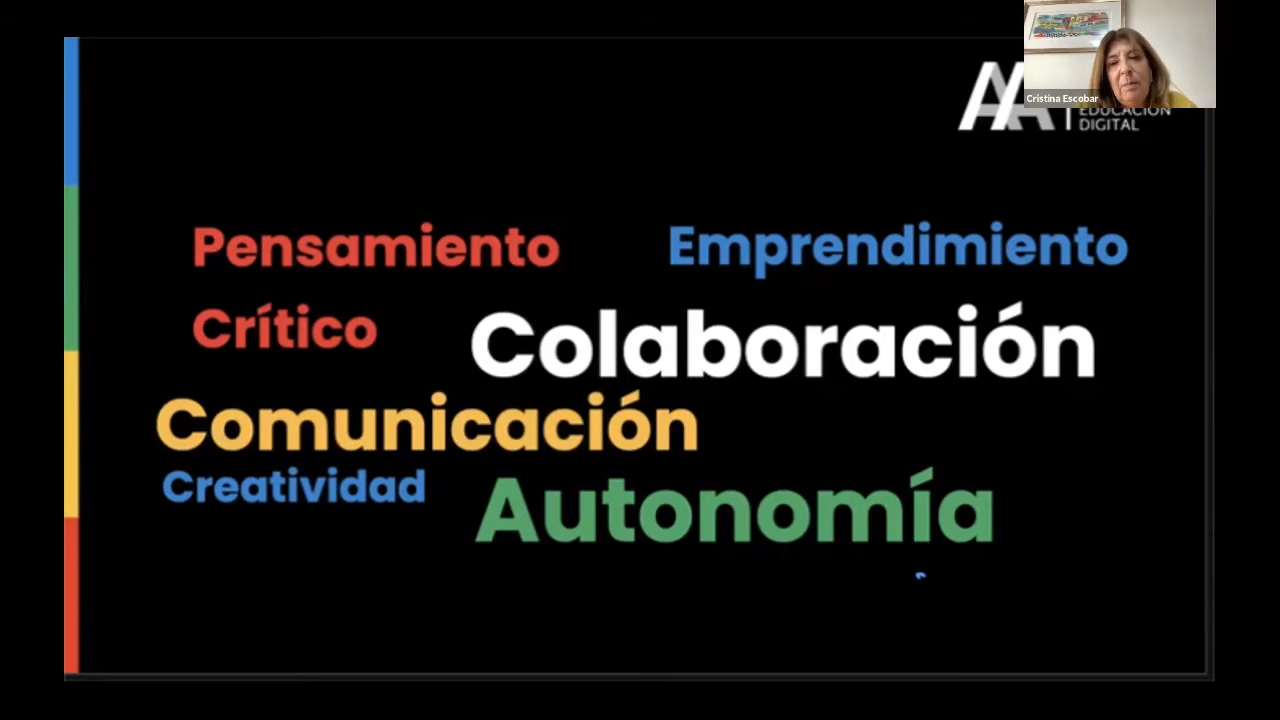 Cristina Escobar
EDUCACIÓN
DIGITAL
Pensamiento
Emprendimiento
Crítico
Colaboración
Comunicación
Creatividad
Autonomía